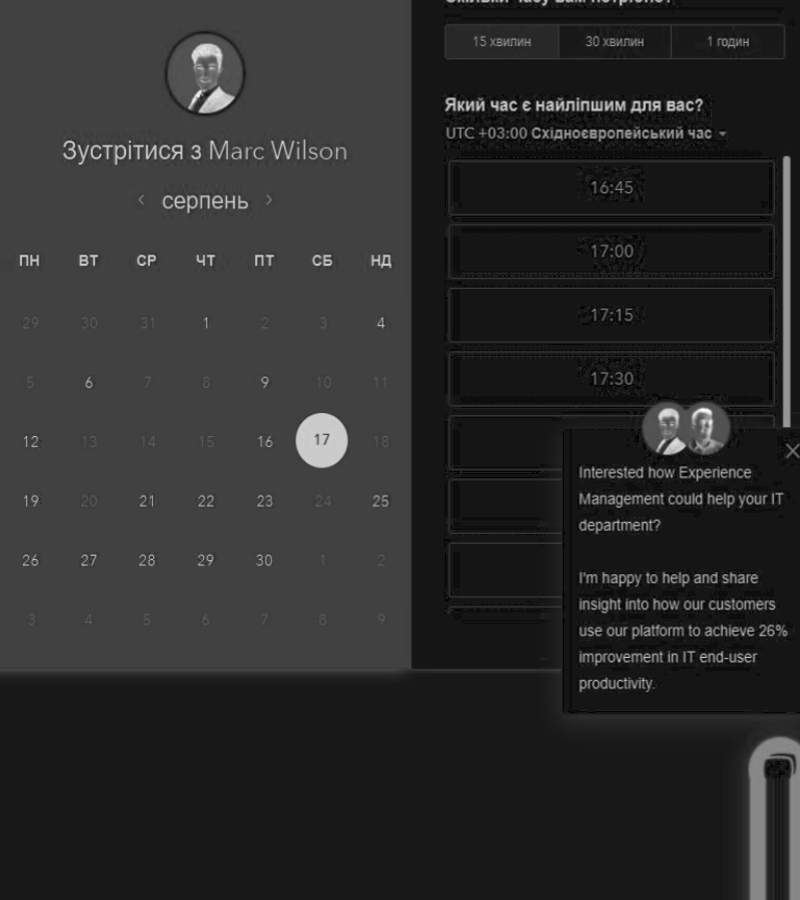 Скільки часу вам потрібно?
15 хвилин 30 хвилин 1 годин
Який час є найліпшим для вас?
UTC +03:00 Східноєвропейський час
Зустрітися з Marc Wilson
серпень
ПН ВТ СР ЧТ ПТ СБ НД
29 30 31 1 2 3 4
5 6 7 8 9 10 11
12 13 14 15 16 17 18
19 20 21 22 23 24 25
26 27 28 29 30 1 2
3 4 5 6 7 8 9
16:45
17:00
17:15
17:30
Interested how Experience
Management could help your IT
department?
I'm happy to help and share
insight into how our customers
use our platform to achieve 26%
improvement in IT end-user
productivity.